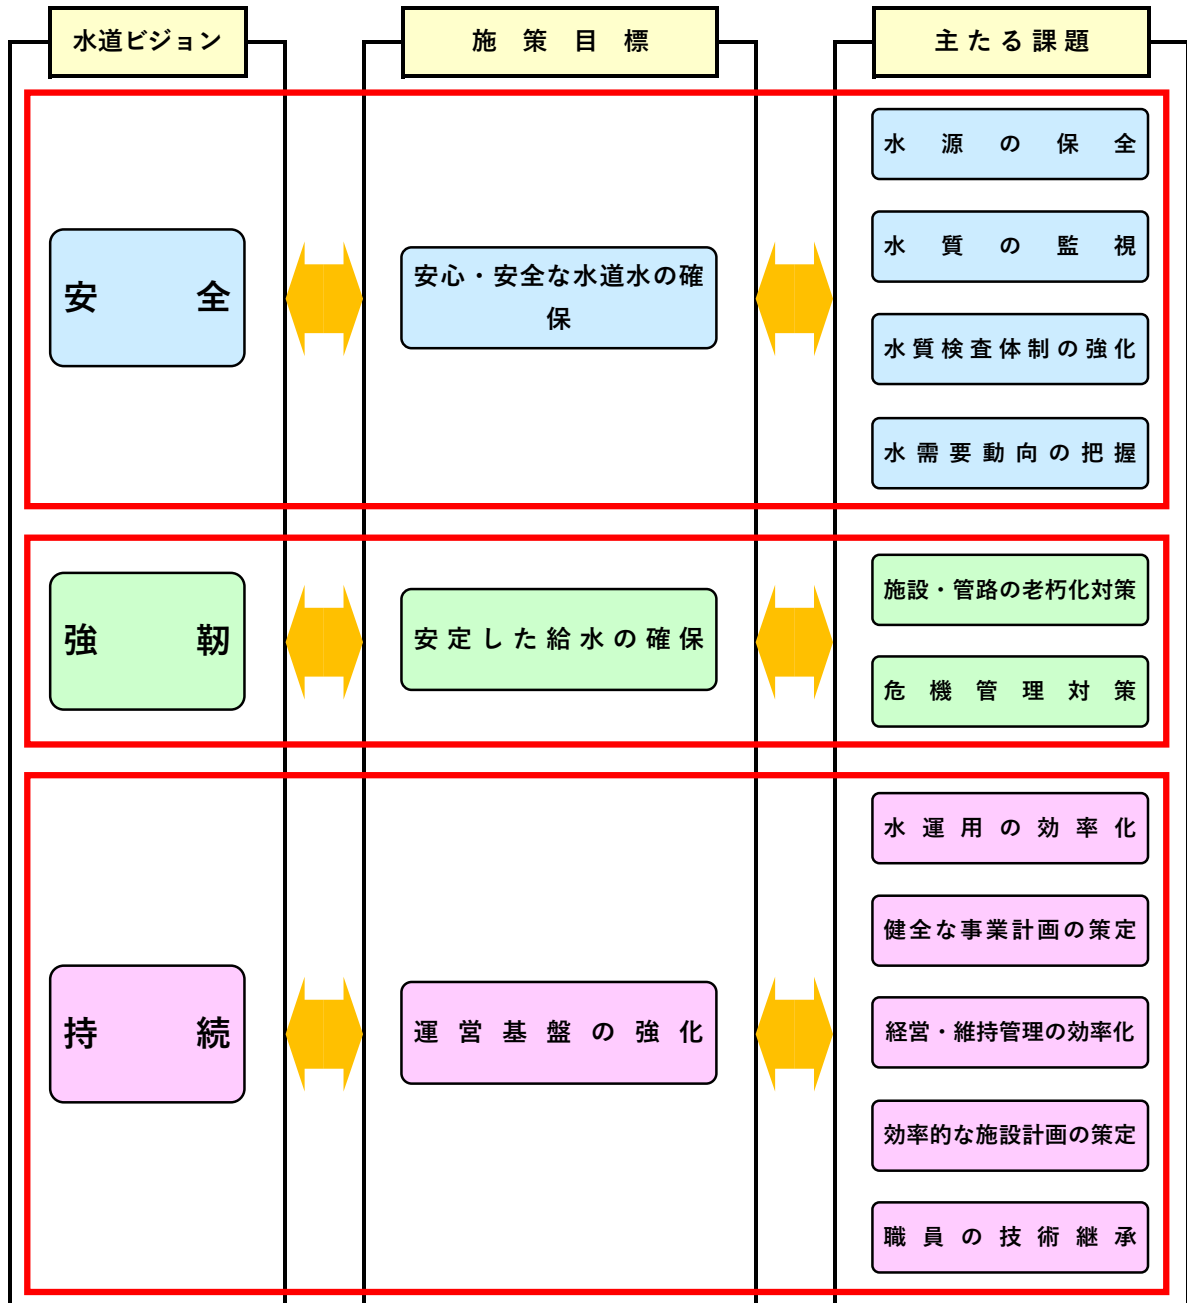 水道ビジョン
施策目標
主たる課題
安全
安心・安全な水道水の確
保
水源の保全
水質の監視
水質検査体制の強化
水需要動向の把握
強靭
安定した給水の確保
施設・管路の老朽化対策
危機管理対策
持続
運営基盤の強化
水運用の効率化
健全な事業計画の策定
経営・維持管理の効率化
効率的な施設計画の策定
職員の技術継承